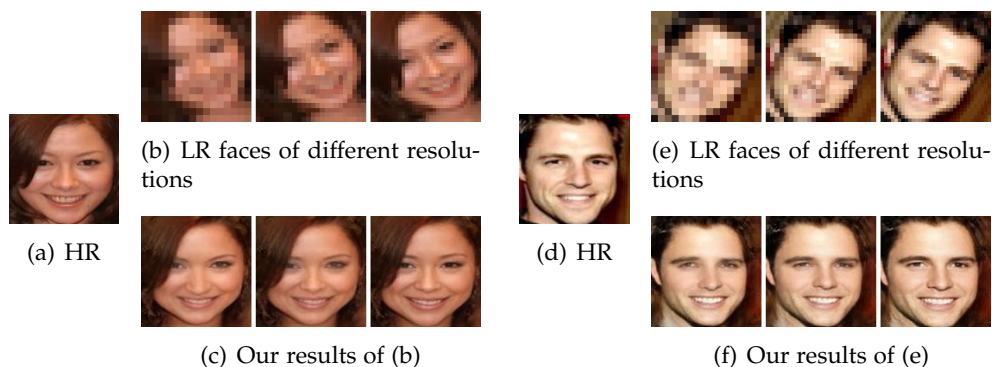 (a) HR
(b) LR faces of different resolu-
tions
(c) Our results of (b)
(d) HR
(e) LR faces of different resolu-
tions
(f) Our results of (e)